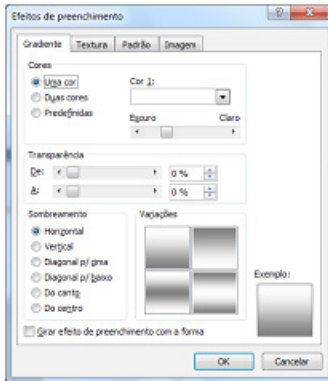 Efeitos de preenchimento
Gradiente Textura Padrão Imagem
Cores
Uma cor Cor 1:
Duas cores
Predefinidas Escuro Claro
Transparência
De: 0 %
A: 0 %
Sombreamento Variações
Horizontal
Vertical
Diagonal p/ cima
Diagonal p/ baixo Exemplo:
Do canto
Do centro
Girar efeito de preenchimento com a forma
OK Cancelar